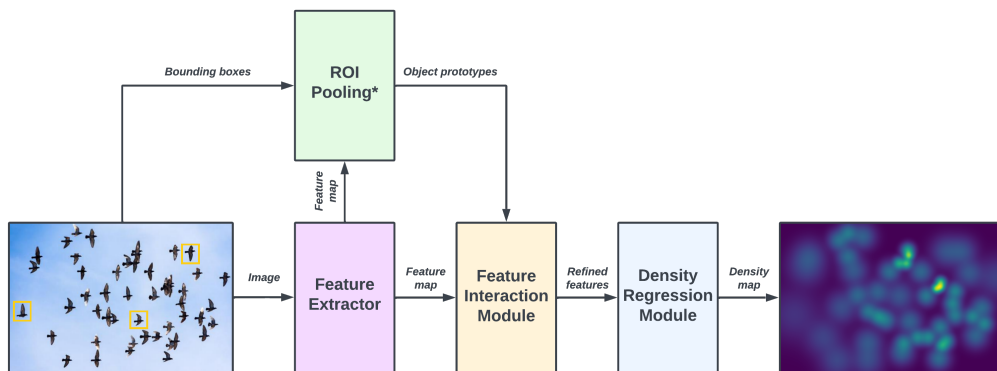 Bounding boxes
ROI
Pooling*
Object prototypes
Feature
map
Image
Feature
Extractor
Feature
map
Feature
Interaction
Module
Refined
features
Density
Regression
Module
Density
map